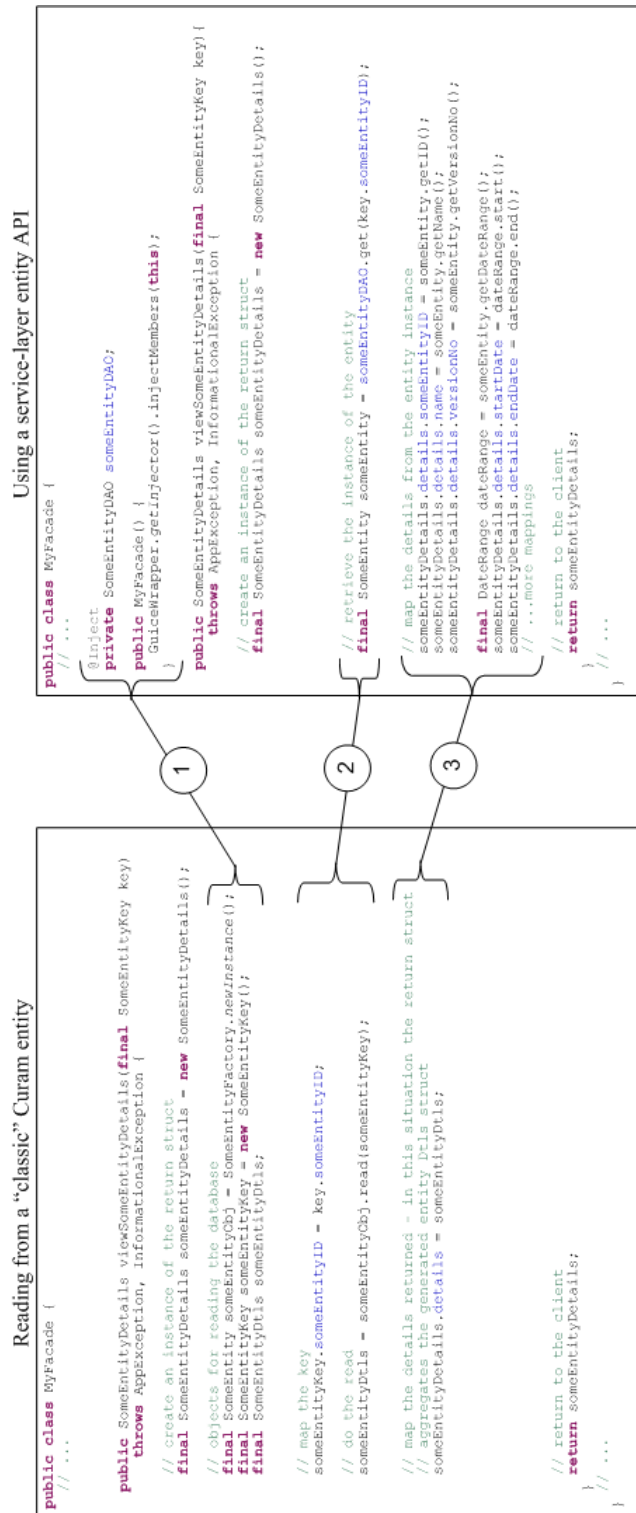 Reading from a “classic” Curam entity
public class MyFacade {
// ...
public SomeEntityDetails viewSomeEntityDetails(final SomeEntityKey key)
throws AppException, InformationalException {
// create an instance of the return struct
final SomeEntityDetails someEntityDetails = new SomeEntityDetails();
// objects for reading the database
final SomeEntity someEntityObj = SomeEntityFactory.newInstance();
final SomeEntityKey someEntityKey = new SomeEntityKey();
final SomeEntityDtls someEntityDtls;
// map the key
someEntityKey.someEntityID = key.someEntityID;
// do the read
someEntityDtls = someEntityObj.read(someEntityKey);
// map the details returned - in this situation the return struct
// aggregates the generated entity Dtls struct
someEntityDetails.details = someEntityDtls;
// return to the client
return someEntityDetails;
}
// ...
}
1
2
3
Using a service-layer entity API
public class MyFacade {
// ...
@Inject
private SomeEntityDAO someEntityDAO;
public MyFacade() {
GuiceWrapper.getInjector().injectMembers(this);
}
public SomeEntityDetails viewSomeEntityDetails(final SomeEntityKey key){
throws AppException, InformationalException {
// create an instance of the return struct
final SomeEntityDetails someEntityDetails = new SomeEntityDetails();
// retrieve the instance of the entity
final SomeEntity someEntity = someEntityDAO.get(key.someEntityID);
// map the details from the entity instance
someEntityDetails.details.someEntityID = someEntity.getID();
someEntityDetails.details.name = someEntity.getName();
someEntityDetails.details.versionNo = someEntity.getVersionNo();
final DateRange dateRange = someEntity.getDateRange();
someEntityDetails.details.startDate = dateRange.start();
someEntityDetails.details.endDate = dateRange.end();
// ...more mappings
// return to the client
return someEntityDetails;
}
// ...
}